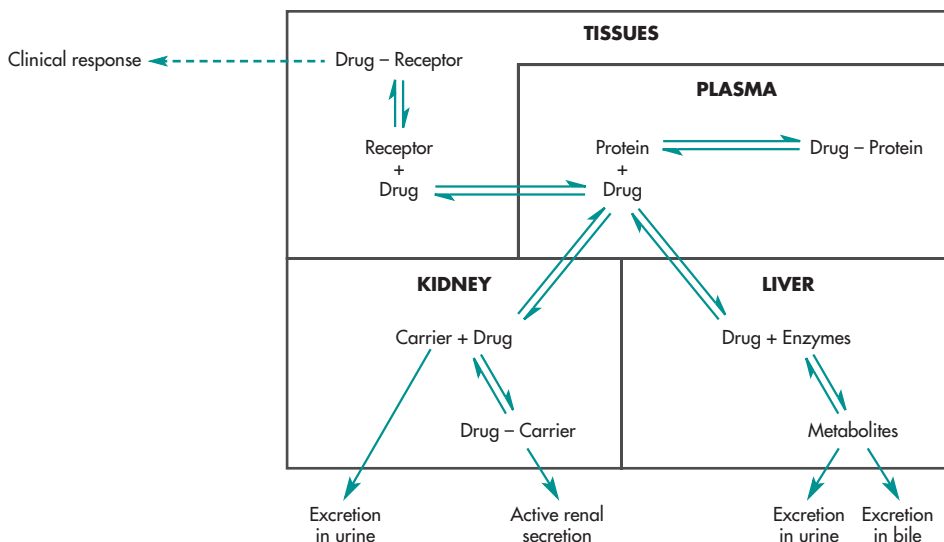 TISSUES
Clinical response
Drug – Receptor
PLASMA
Receptor
+
Drug
Protein
+
Drug
Drug – Protein
KIDNEY
Carrier + Drug
Drug – Carrier
LIVER
Drug + Enzymes
Metabolites
Excretion
in urine
Active renal
secretion
Excretion
in urine
Excretion
in bile